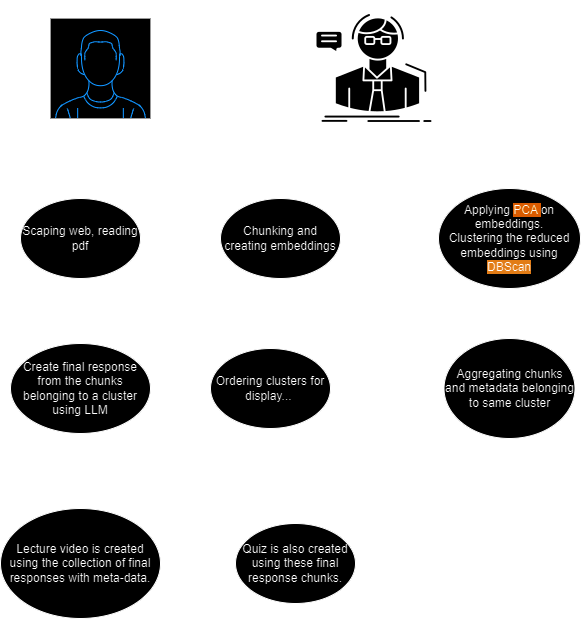 Scaping web, reading
pdf
Chunking and
creating embeddings
Applying PCA on
embeddings.
Clustering the reduced
embeddings using
DBScan
Create final response
from the chunks
belonging to a cluster
using LLM
Ordering clusters for
display...
Aggregating chunks
and metadata belonging
to same cluster
Lecture video is created
using the collection of final
responses with meta-data.
Quiz is also created
using these final
response chunks.